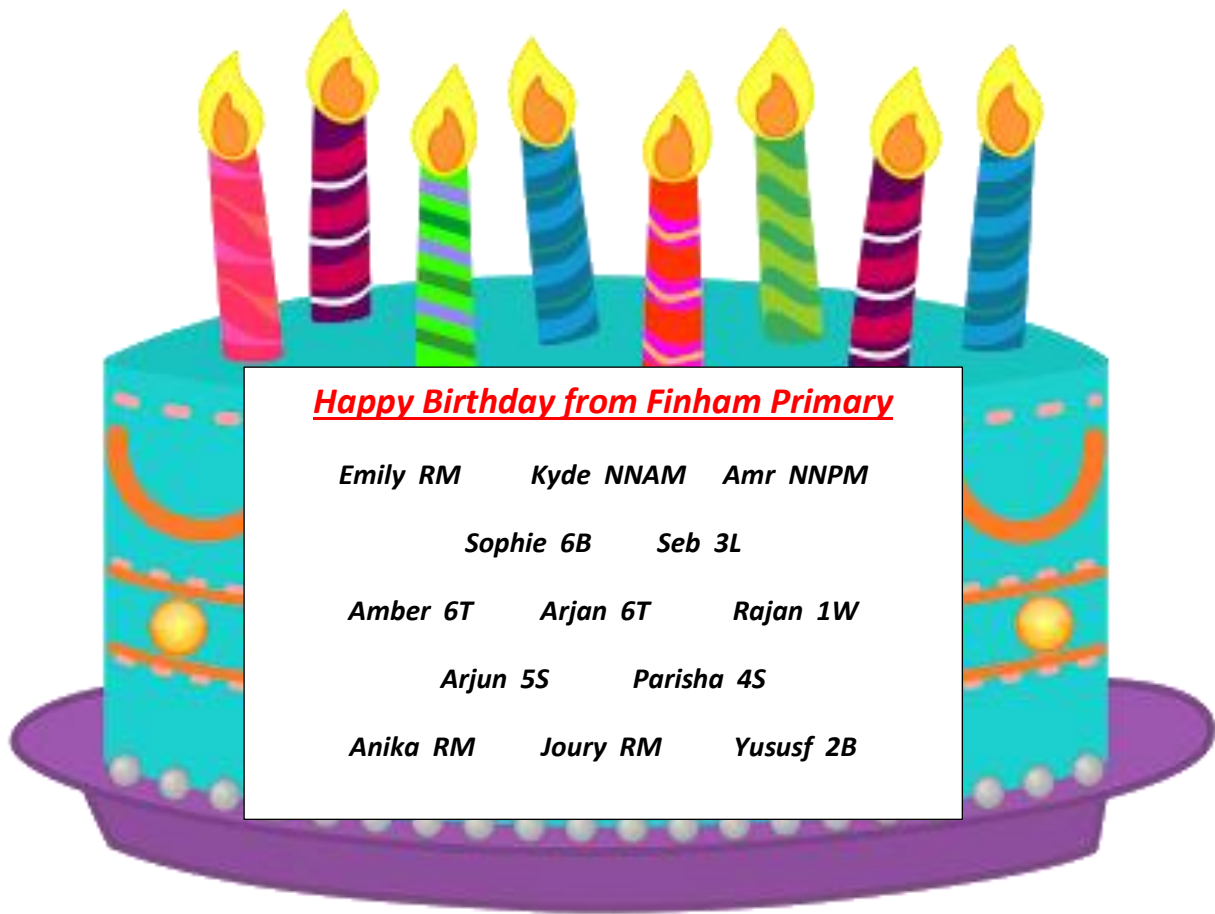 Happy Birthday from Finham Primary
Emily RM Kyde NNAM Amr NNPM
Sophie 6B Seb 3L
Amber 6T Arjan 6T Rajan 1W
Arjun 5S Parisha 4S
Anika RM Joury RM Yususf 2B